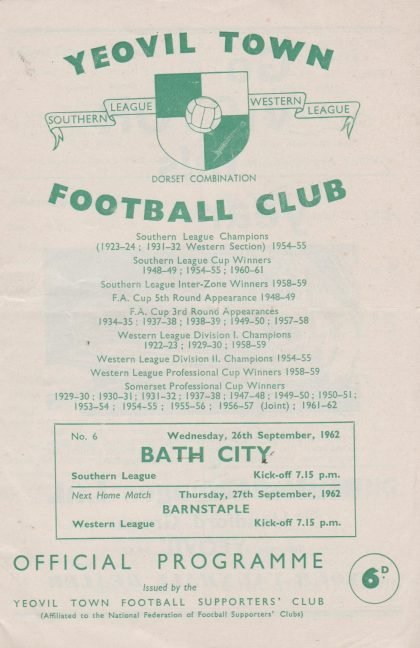 YEOVIL TOWN
SOUTHERN LEAGUE WESTERN LEAGUE
DORSET COMBINATION
FOOTBALL CLUB
Southern League Champions
(1923–24 ; 1931–32 Western Section) 1954–55
Southern League Cup Winners
1948–49 ; 1954–55 ; 1960–61
Southern League Inter-Zone Winners 1958–59
F.A. Cup 5th Round Appearance 1948–49
F.A. Cup 3rd Round Appearances
1934–35 ; 1937–38 ; 1938–39 ; 1949–50 ; 1957–58
Western League Division I. Champions
1922–23 ; 1929–30 ; 1958–59
Western League Division II. Champions 1954–55
Western League Professional Cup Winners 1958–59
Somerset Professional Cup Winners
1929–30 ; 1930–31 ; 1931–32 ; 1937–38 ; 1947–48 ; 1949–50 ; 1950–51 ;
1953–54 ; 1954–55 ; 1955–56 ; 1956–57 (Joint) ; 1961–62
No. 6 Wednesday, 26th September, 1962
BATH CITY
Southern League Kick-off 7.15 p.m.
Next Home Match Thursday, 27th September, 1962
BARNSTAPLE
Western League Kick-off 7.15 p.m.
OFFICIAL PROGRAMME
6D.
Issued by the
YEOVIL TOWN FOOTBALL SUPPORTERS' CLUB
(Affiliated to the National Federation of Football Supporters' Clubs)